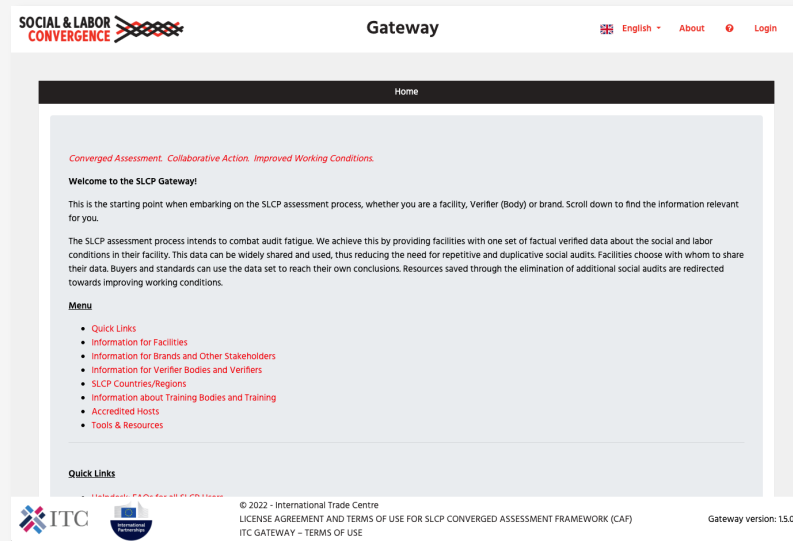 SOCIAL & LABOR
CONVERGENCE
Gateway
English
About
Login
Home
Converged Assessment. Collaborative Action. Improved Working Conditions.
Welcome to the SLCP Gateway!
This is the starting point when embarking on the SLCP assessment process, whether you are a facility, Verifier (Body) or brand. Scroll down to find the information relevant
for you.
The SLCP assessment process intends to combat audit fatigue. We achieve this by providing facilities with one set of factual verified data about the social and labor
conditions in their facility. This data can be widely shared and used, thus reducing the need for repetitive and duplicative social audits. Facilities choose with whom to share
their data. Buyers and standards can use the data set to reach their own conclusions. Resources saved through the elimination of additional social audits are redirected
towards improving working conditions.
Menu
Quick Links
Information for Facilities
Information for Brands and Other Stakeholders
Information for Verifier Bodies and Verifiers
SLCP Countries/Regions
Information about Training Bodies and Training
Accredited Hosts
Tools & Resources
Quick Links
Helpdesk: FAQs for all SLCP Users
ITC
International
Partnerships
© 2022 - International Trade Centre
LICENSE AGREEMENT AND TERMS OF USE FOR SLCP CONVERGED ASSESSMENT FRAMEWORK (CAF)
ITC GATEWAY – TERMS OF USE
Gateway version: 1.5.0